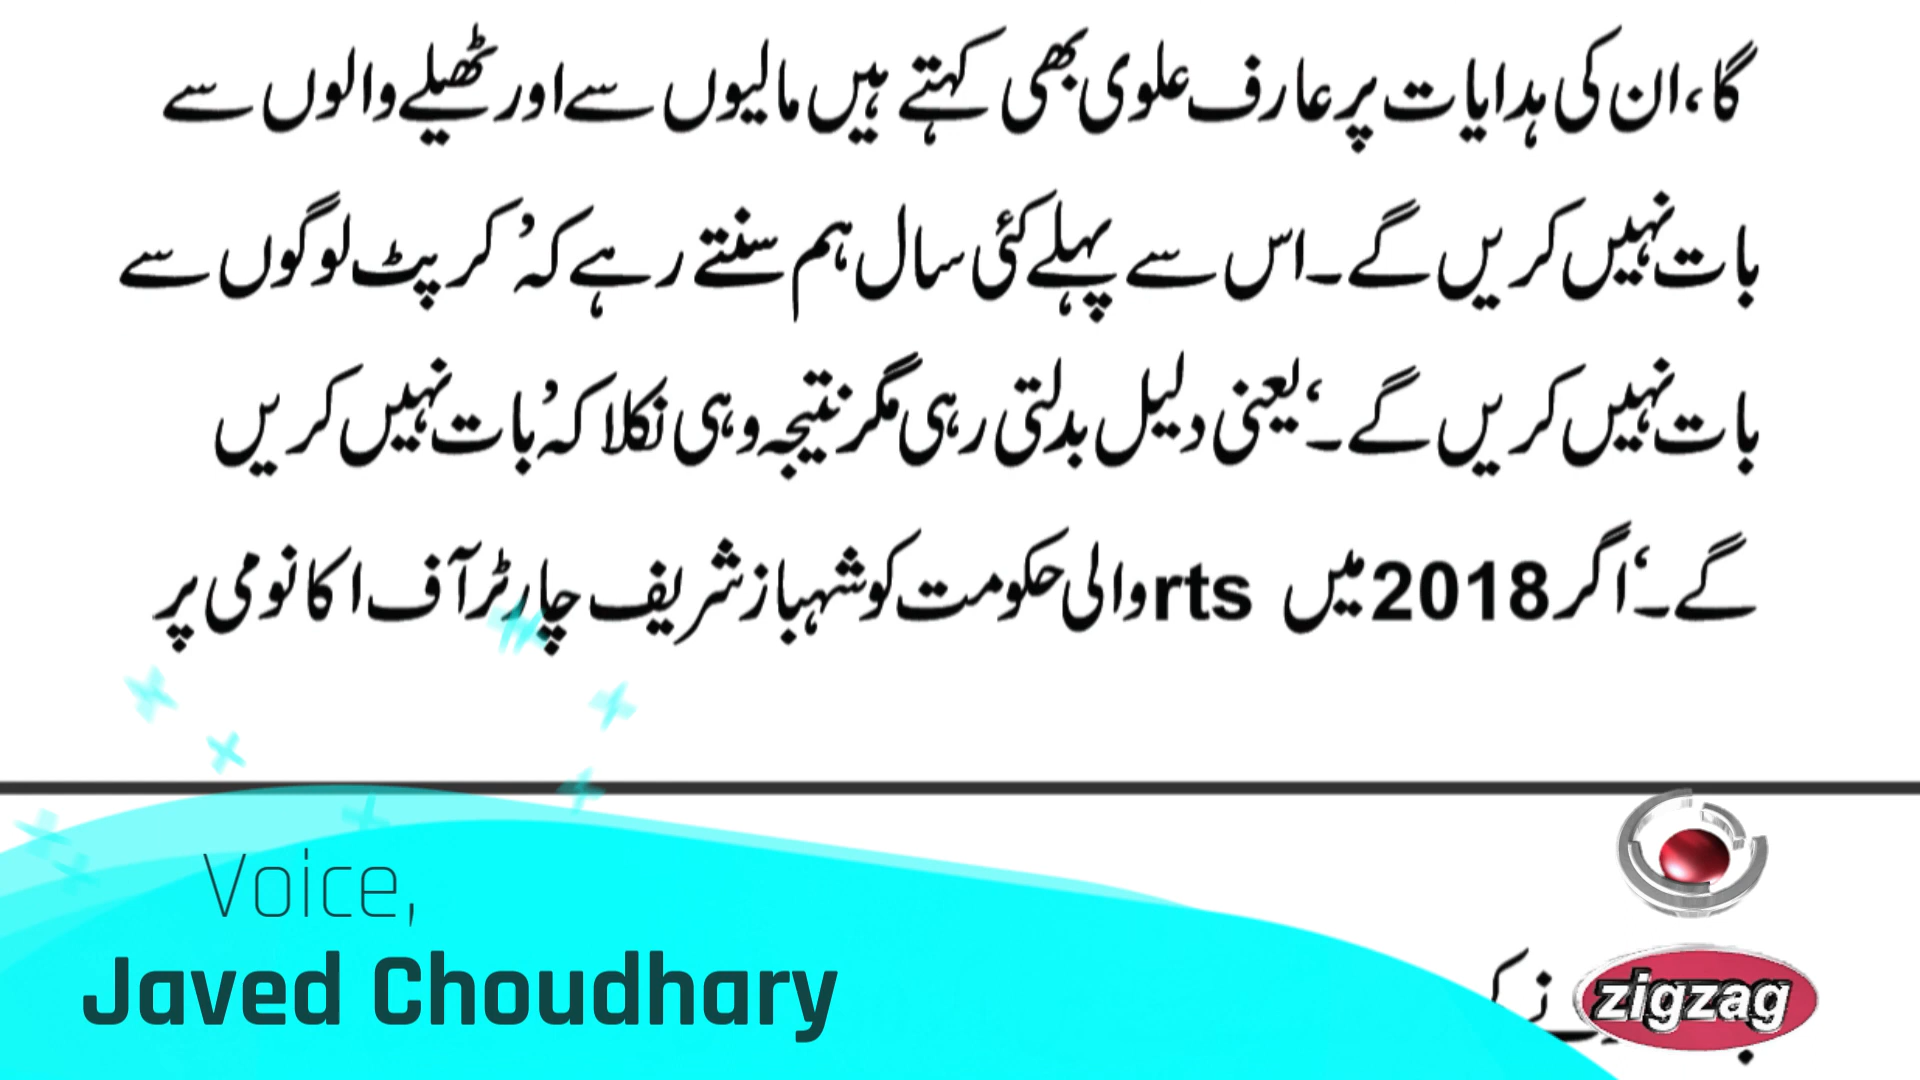 گا، ان کی ہدایات پر عارف علوی بھی کہتے ہیں مالیوں سے اور ٹھیلے والوں سے
بات نہیں کریں گے۔ اس سے پہلے کئی سال ہم سنتے رہے کہ ’کرپٹ لوگوں سے
بات نہیں کریں گے۔‘ یعنی دلیل بدلتی رہی مگر نتیجہ وہی نکلا کہ ’بات نہیں کریں
گے۔‘ اگر 2018 میں rts والی حکومت کو شہباز شریف چارٹر آف اکانومی پر
Voice,
Javed Choudhary
zigzag